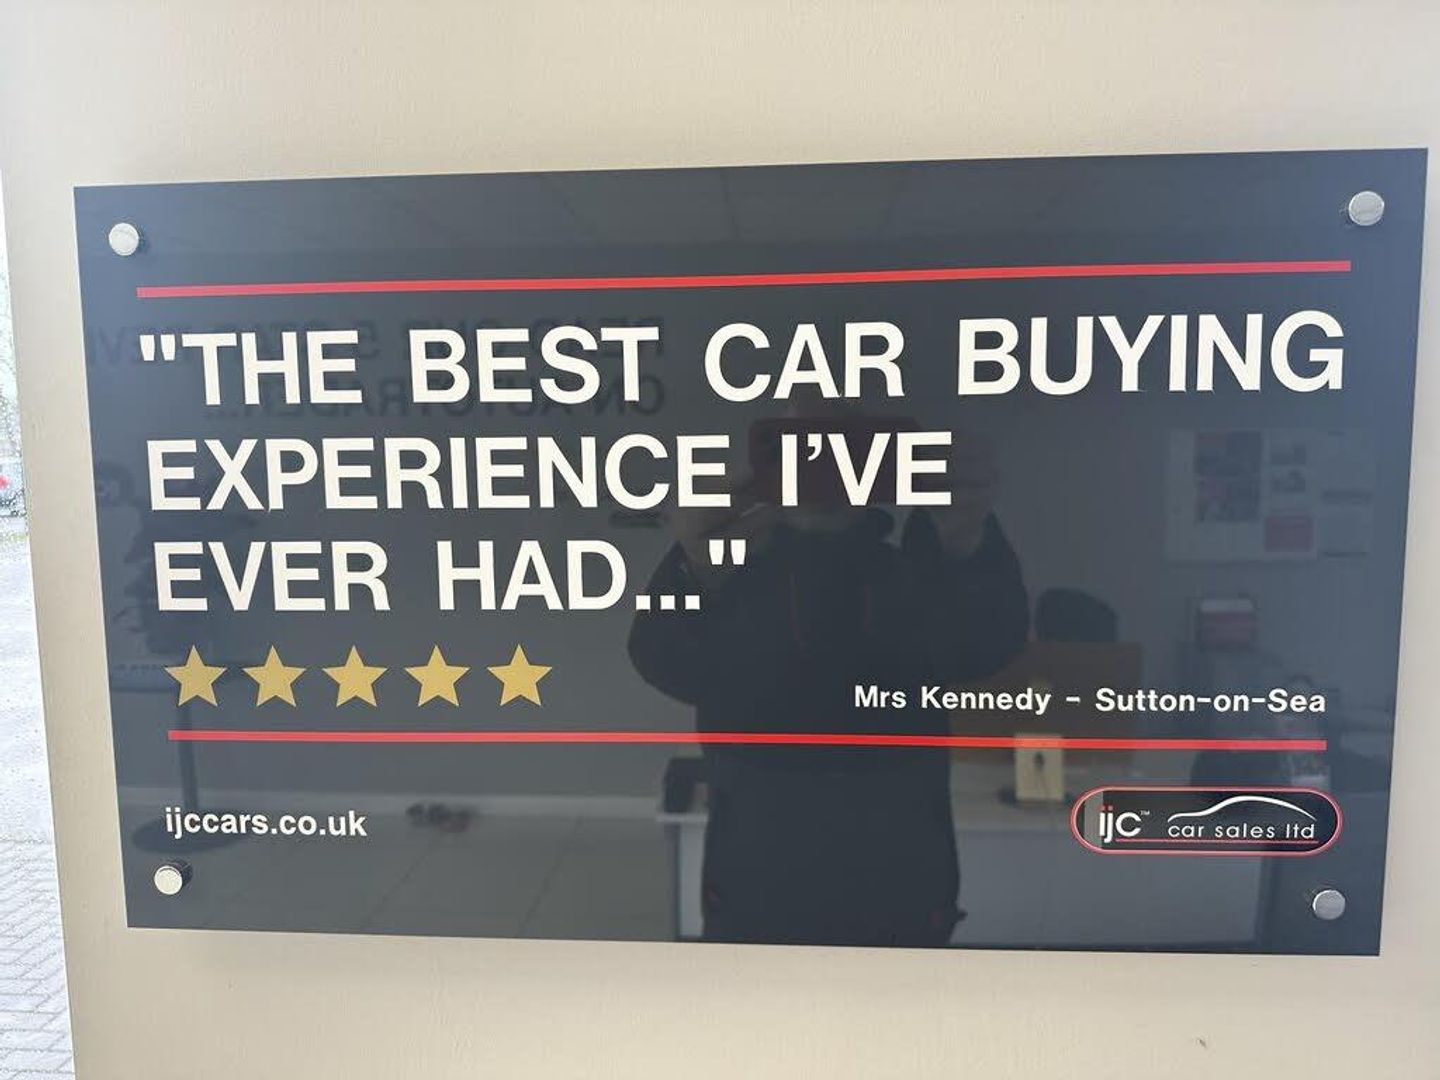 "THE BEST CAR BUYING
EXPERIENCE I'VE
EVER HAD..."
Mrs Kennedy - Sutton-on-Sea
ijccars.co.uk
ijc™ car sales ltd